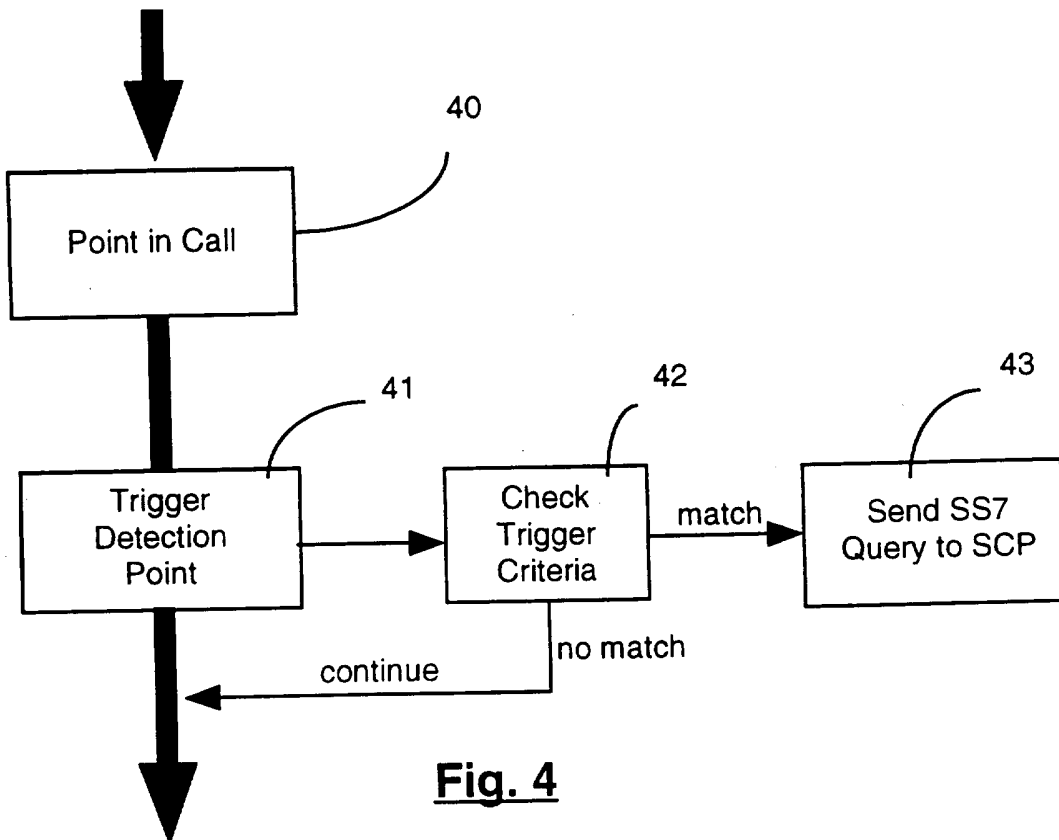 40
Point in Call
41
42
43
Trigger
Detection
Point
Check
Trigger
Criteria
match
Send SS7
Query to SCP
no match
continue
Fig. 4